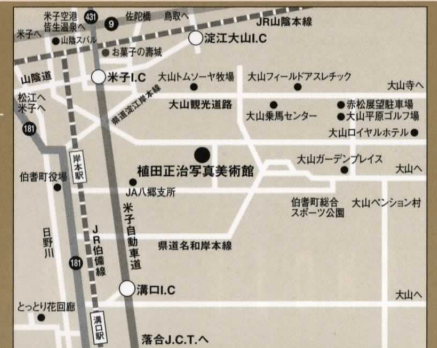 米子空港
皆生温泉へ
431
9
佐陀橋
鳥取へ
JR山陰本線
米子へ
山陰スバル
お菓子の壽城
淀江大山I.C
山陰道
米子I.C
大山トムソーヤ牧場
大山フィールドアスレチック
大山寺へ
松江へ
米子へ
県道淀江岸本線
大山観光道路
大山乗馬センター
赤松展望駐車場
大山平原ゴルフ場
181
大山ロイヤルホテル
岸本駅
植田正治写真美術館
大山ガーデンプレイス
大山へ
伯耆町役場
JA八郷支所
伯耆町総合
スポーツ公園
大山ペンション村
日野川
JR伯備線
米子自動車道
県道名和岸本線
181
溝口I.C
大山へ
とっとり花回廊
溝口駅
落合J.C.T.へ